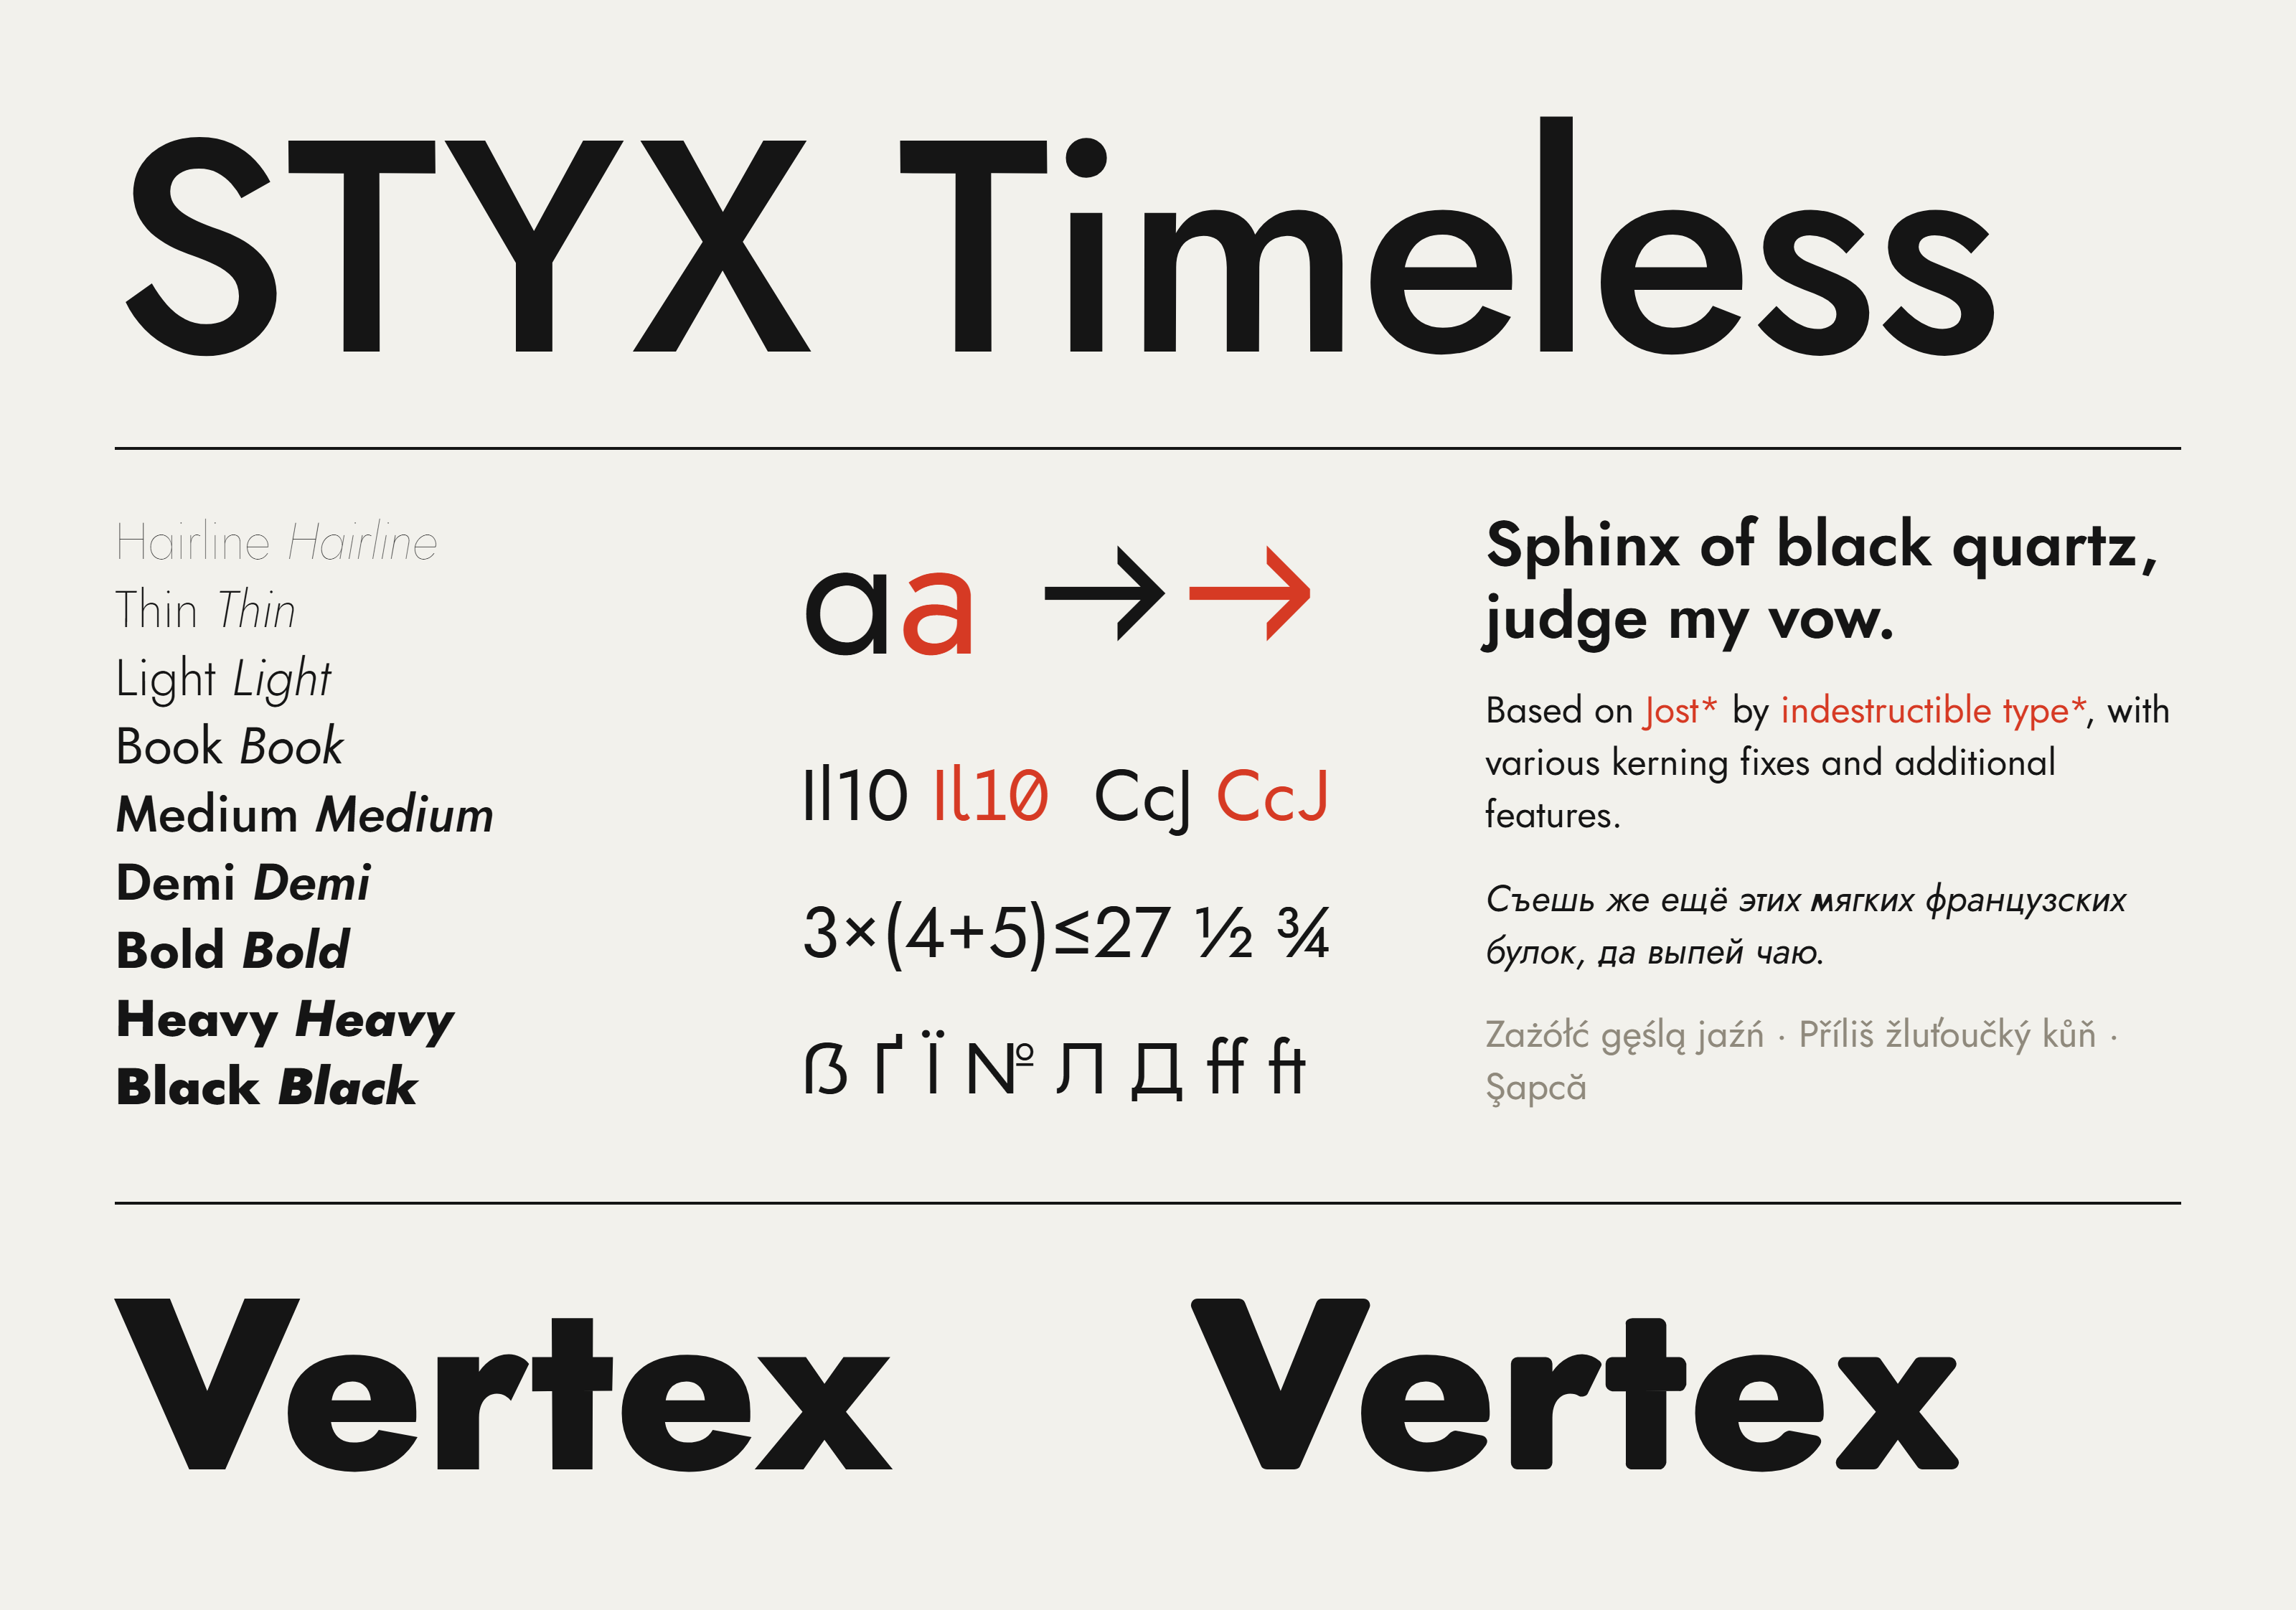 STYX Timeless
Hairline Hairline
Thin Thin
Light Light
Book Book
Medium Medium
Demi Demi
Bold Bold
Heavy Heavy
Black Black
aa →→
Il10 Il10 CcJ CcJ
3×(4+5)≤27 ½ ¾
ß Ґ Ї № Л Д ff ft
Sphinx of black quartz,
judge my vow.
Based on Jost* by indestructible type*, with
various kerning fixes and additional
features.
Съешь же ещё этих мягких французских
булок, да выпей чаю.
Zażółć gęślą jaźń · Příliš žluťoučký kůň ·
Şapcă
Vertex Vertex